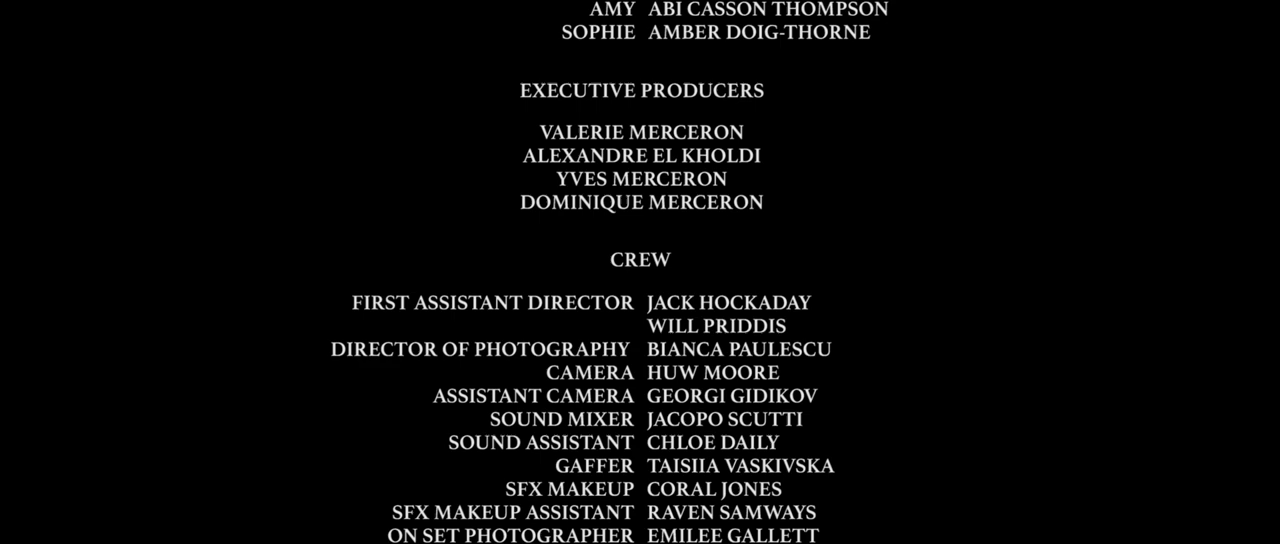 AMY ABI CASSON THOMPSON
SOPHIE AMBER DOIG-THORNE
EXECUTIVE PRODUCERS
VALERIE MERCERON
ALEXANDRE EL KHOLDI
YVES MERCERON
DOMINIQUE MERCERON
CREW
FIRST ASSISTANT DIRECTOR JACK HOCKADAY
WILL PRIDDIS
DIRECTOR OF PHOTOGRAPHY BIANCA PAULESCU
CAMERA HUW MOORE
ASSISTANT CAMERA GEORGI GIDIKOV
SOUND MIXER JACOPO SCUTTI
SOUND ASSISTANT CHLOE DAILY
GAFFER TAISIIA VASKIVSKA
SFX MAKEUP CORAL JONES
SFX MAKEUP ASSISTANT RAVEN SAMWAYS
ON SET PHOTOGRAPHER EMILEE GALLETT